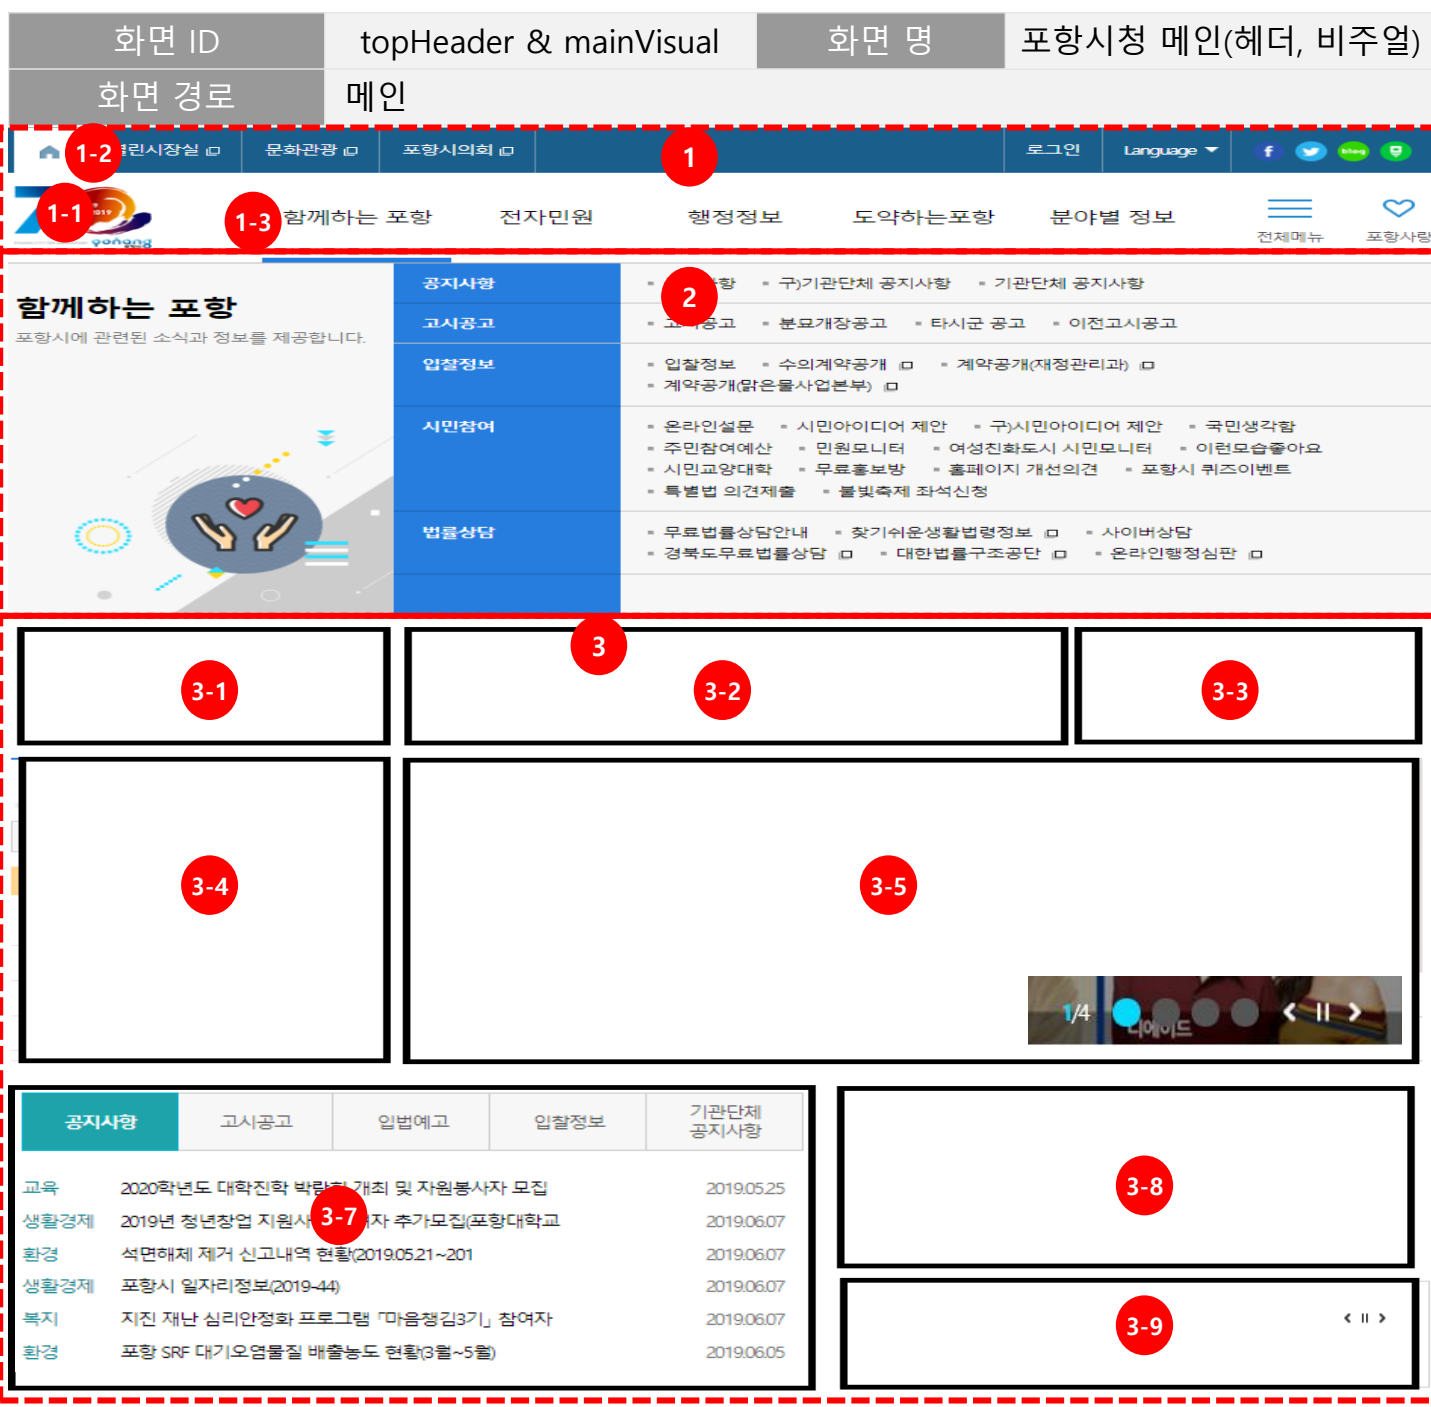 화면 ID topHeader & mainVisual 화면 명 포항시청 메인(헤더, 비주얼)
화면 경로 메인
1-2 린시장실 문화관광 포항시의회 1 로그인 Language f blog
1-1 2019 pohang
1-3 함께하는 포항 전자민원 행정정보 도약하는포항 분야별 정보 전체메뉴 포항사랑
2
함께하는 포항
포항시에 관련된 소식과 정보를 제공합니다.
공지사항 항 구)기관단체 공지사항 기관단체 공지사항
고시공고 고시공고 분묘개장공고 타시군 공고 이전고시공고
입찰정보 입찰정보 수의계약공개 계약공개(재정관리과)
계약공개(맑은물사업본부)
시민참여 온라인설문 시민아이디어 제안 구)시민아이디어 제안 국민생각함
주민참여예산 민원모니터 여성친화도시 시민모니터 이런모습좋아요
시민교양대학 무료홍보방 홈페이지 개선의견 포항시 퀴즈이벤트
특별법 의견제출 불빛축제 좌석신청
법률상담 무료법률상담안내 찾기쉬운생활법령정보 사이버상담
경북도무료법률상담 대한법률구조공단 온라인행정심판
3
3-1 3-2 3-3
3-4 3-5
1/4 디에이드
공지사항 고시공고 입법예고 입찰정보 기관단체
공지사항
교육 2020학년도 대학진학 박람회 개최 및 자원봉사자 모집 2019.05.25
생활경제 2019년 청년창업 지원사 자 추가모집(포항대학교 2019.06.07
환경 석면해체 제거 신고내역 현황(2019.05.21~201 2019.06.07
생활경제 포항시 일자리정보(2019-44) 2019.06.07
복지 지진 재난 심리안정화 프로그램 「마음챙김3기」 참여자 2019.06.07
환경 포항 SRF 대기오염물질 배출농도 현황(3월~5월) 2019.06.05
3-7
3-8
3-9